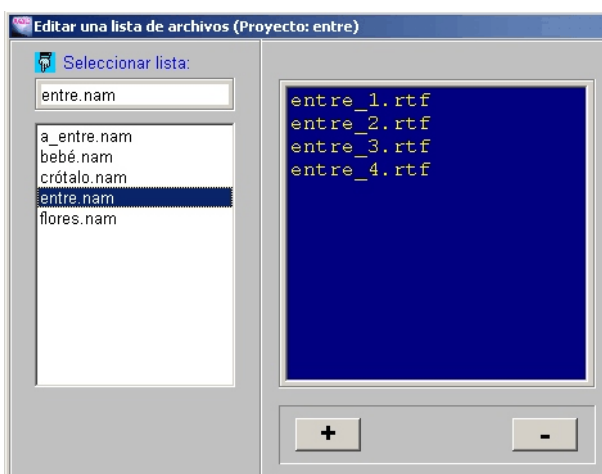 Editar una lista de archivos (Proyecto: entre)
Seleccionar lista:
entre.nam
a_entre.nam
bebé.nam
crótalo.nam
entre.nam
flores.nam
entre_1.rtf
entre_2.rtf
entre_3.rtf
entre_4.rtf
+
-